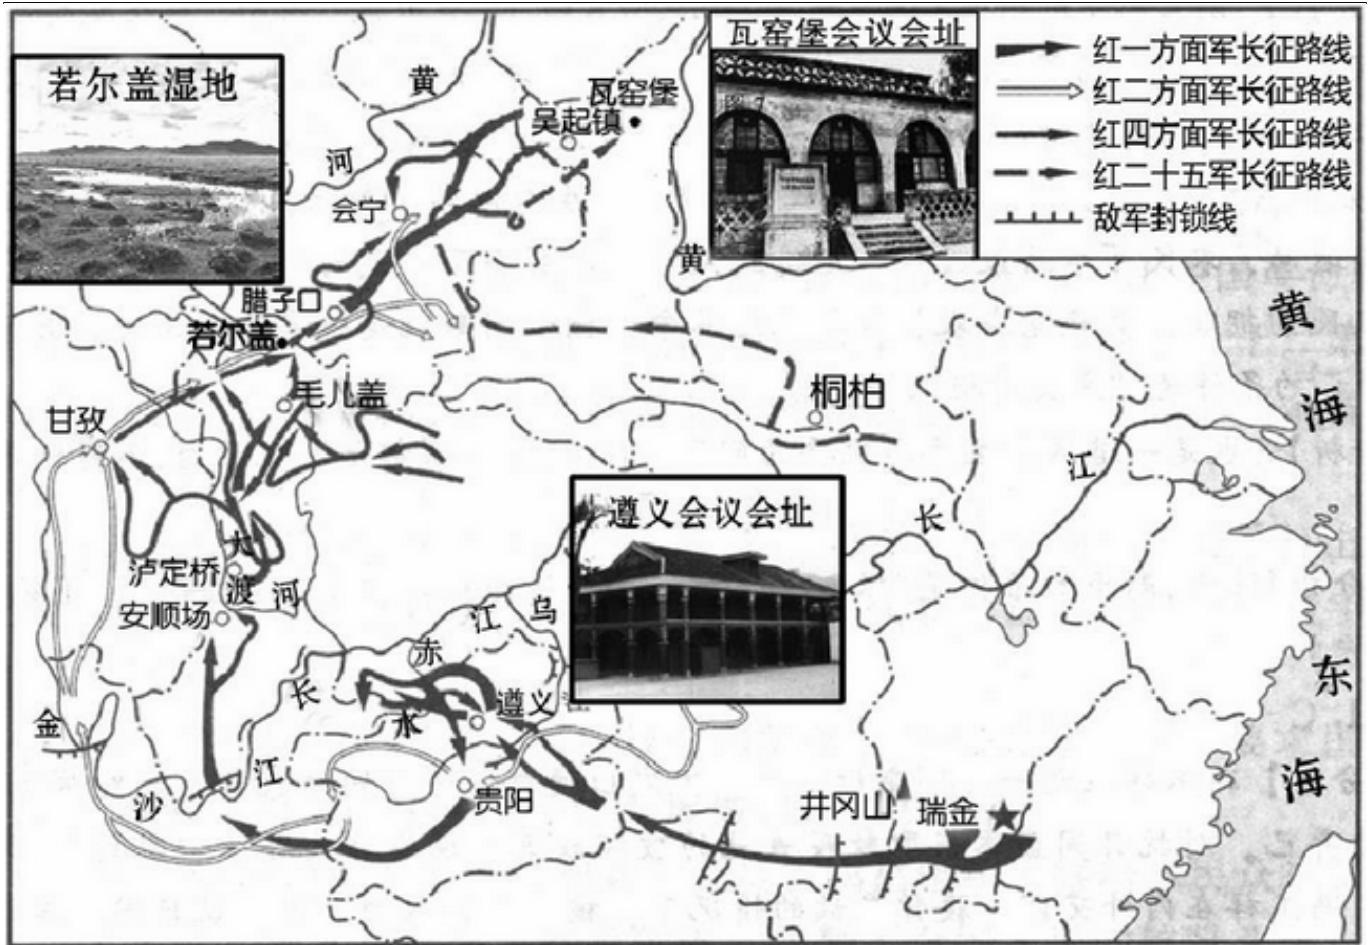 若尔盖湿地
瓦窑堡会议会址
红一方面军长征路线
红二方面军长征路线
红四方面军长征路线
红二十五军长征路线
敌军封锁线
黄
河
瓦窑堡
吴起镇
会宁
黄
腊子口
若尔盖
毛儿盖
甘孜
桐柏
黄
海
江
长
遵义会议会址
大
渡
河
泸定桥
安顺场
江
乌
赤
水
长
遵义
江
金
沙
江
贵阳
井冈山
瑞金
东
海